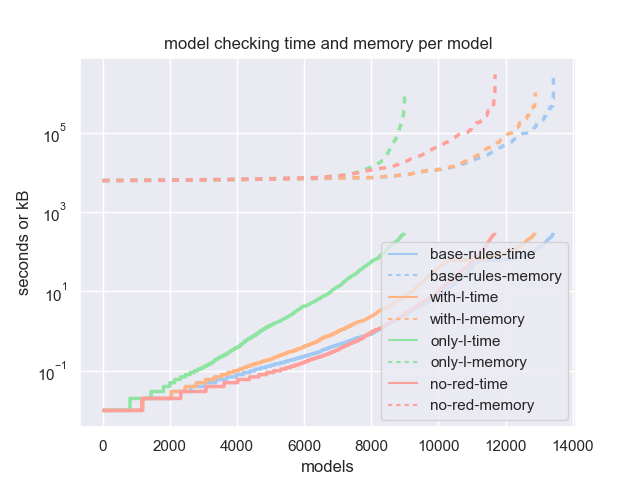 model checking time and memory per model
seconds or kB
10^5
10^3
10^1
10^−1
0 2000 4000 6000 8000 10000 12000 14000
models
base-rules-time
base-rules-memory
with-l-time
with-l-memory
only-l-time
only-l-memory
no-red-time
no-red-memory